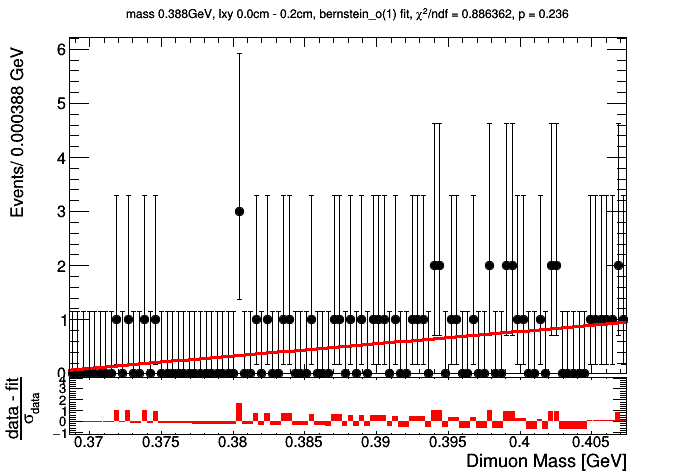 mass 0.388GeV, lxy 0.0cm - 0.2cm, bernstein_o(1) fit, χ²/ndf = 0.886362, p = 0.236
Events/ 0.000388 GeV
6
5
4
3
2
1
0
data - fit
σdata
4
3
2
1
0
−1
0.37 0.375 0.38 0.385 0.39 0.395 0.4 0.405
Dimuon Mass [GeV]